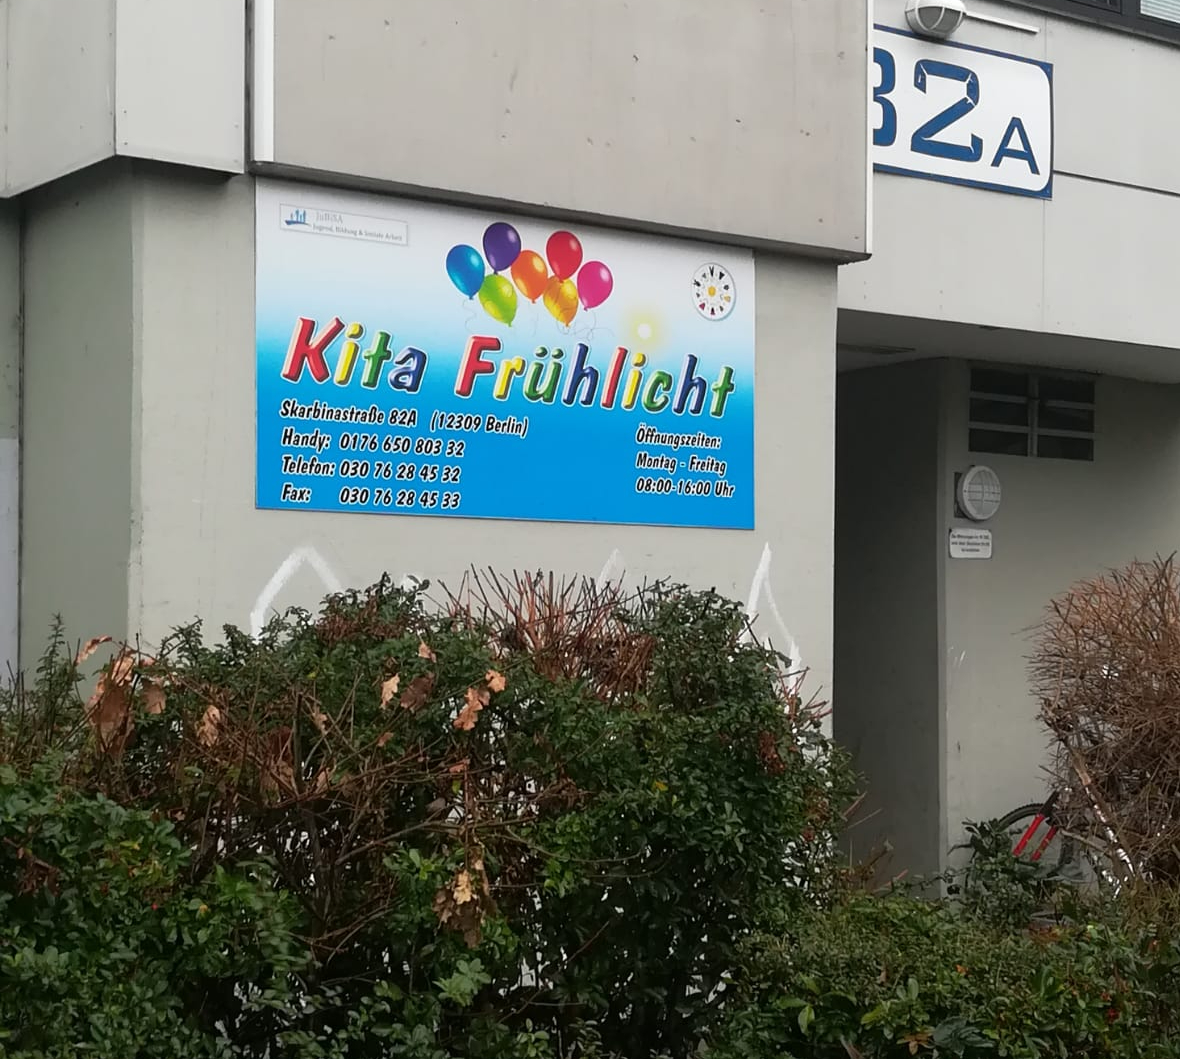 82A
JuBiSA
Jugend, Bildung & Soziale Arbeit
Kita Frühlicht
Skarbinastraße 82A (12309 Berlin)
Handy: 0176 650 803 32
Telefon: 030 76 28 45 32
Fax: 030 76 28 45 33
Öffnungszeiten:
Montag - Freitag
08:00-16:00 Uhr